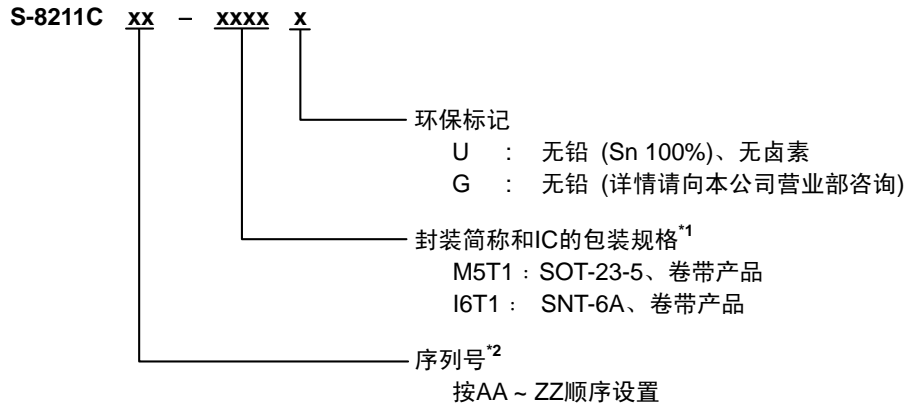 S-8211C xx – xxxx x
环保标记
U : 无铅 (Sn 100%)、无卤素
G : 无铅 (详情请向本公司营业部咨询)
封装简称和IC的包装规格*1
M5T1 : SOT-23-5、卷带产品
I6T1 : SNT-6A、卷带产品
序列号*2
按AA ~ ZZ顺序设置